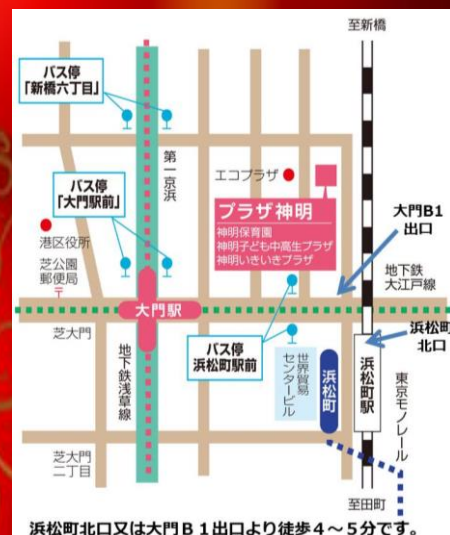 至新橋
バス停
「新橋六丁目」
第一京浜
エコプラザ
プラザ神明
神明保育園
神明子ども中高生プラザ
神明いきいきプラザ
バス停
「大門駅前」
大門B1
出口
港区役所
芝公園
郵便局
地下鉄
大江戸線
大門駅
芝大門
バス停
浜松町駅前
浜松町
北口
地下鉄浅草線
世界貿易
センタービル
浜松町
浜松町駅
東京モノレール
芝大門
二丁目
至田町
浜松町北口又は大門B1出口より徒歩4~5分です。